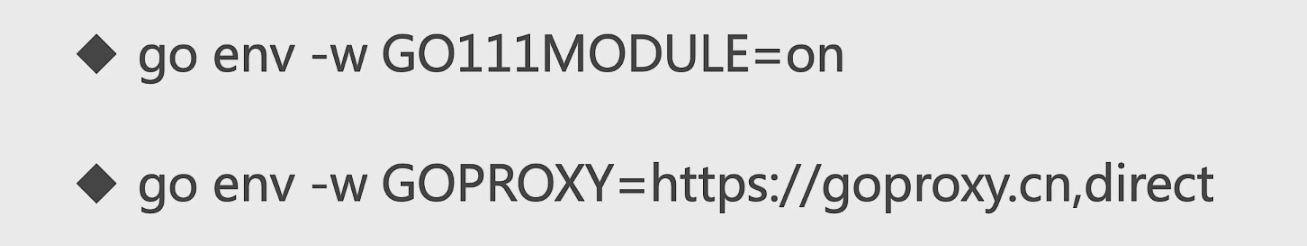 ◆ go env -w GO111MODULE=on
◆ go env -w GOPROXY=https://goproxy.cn,direct